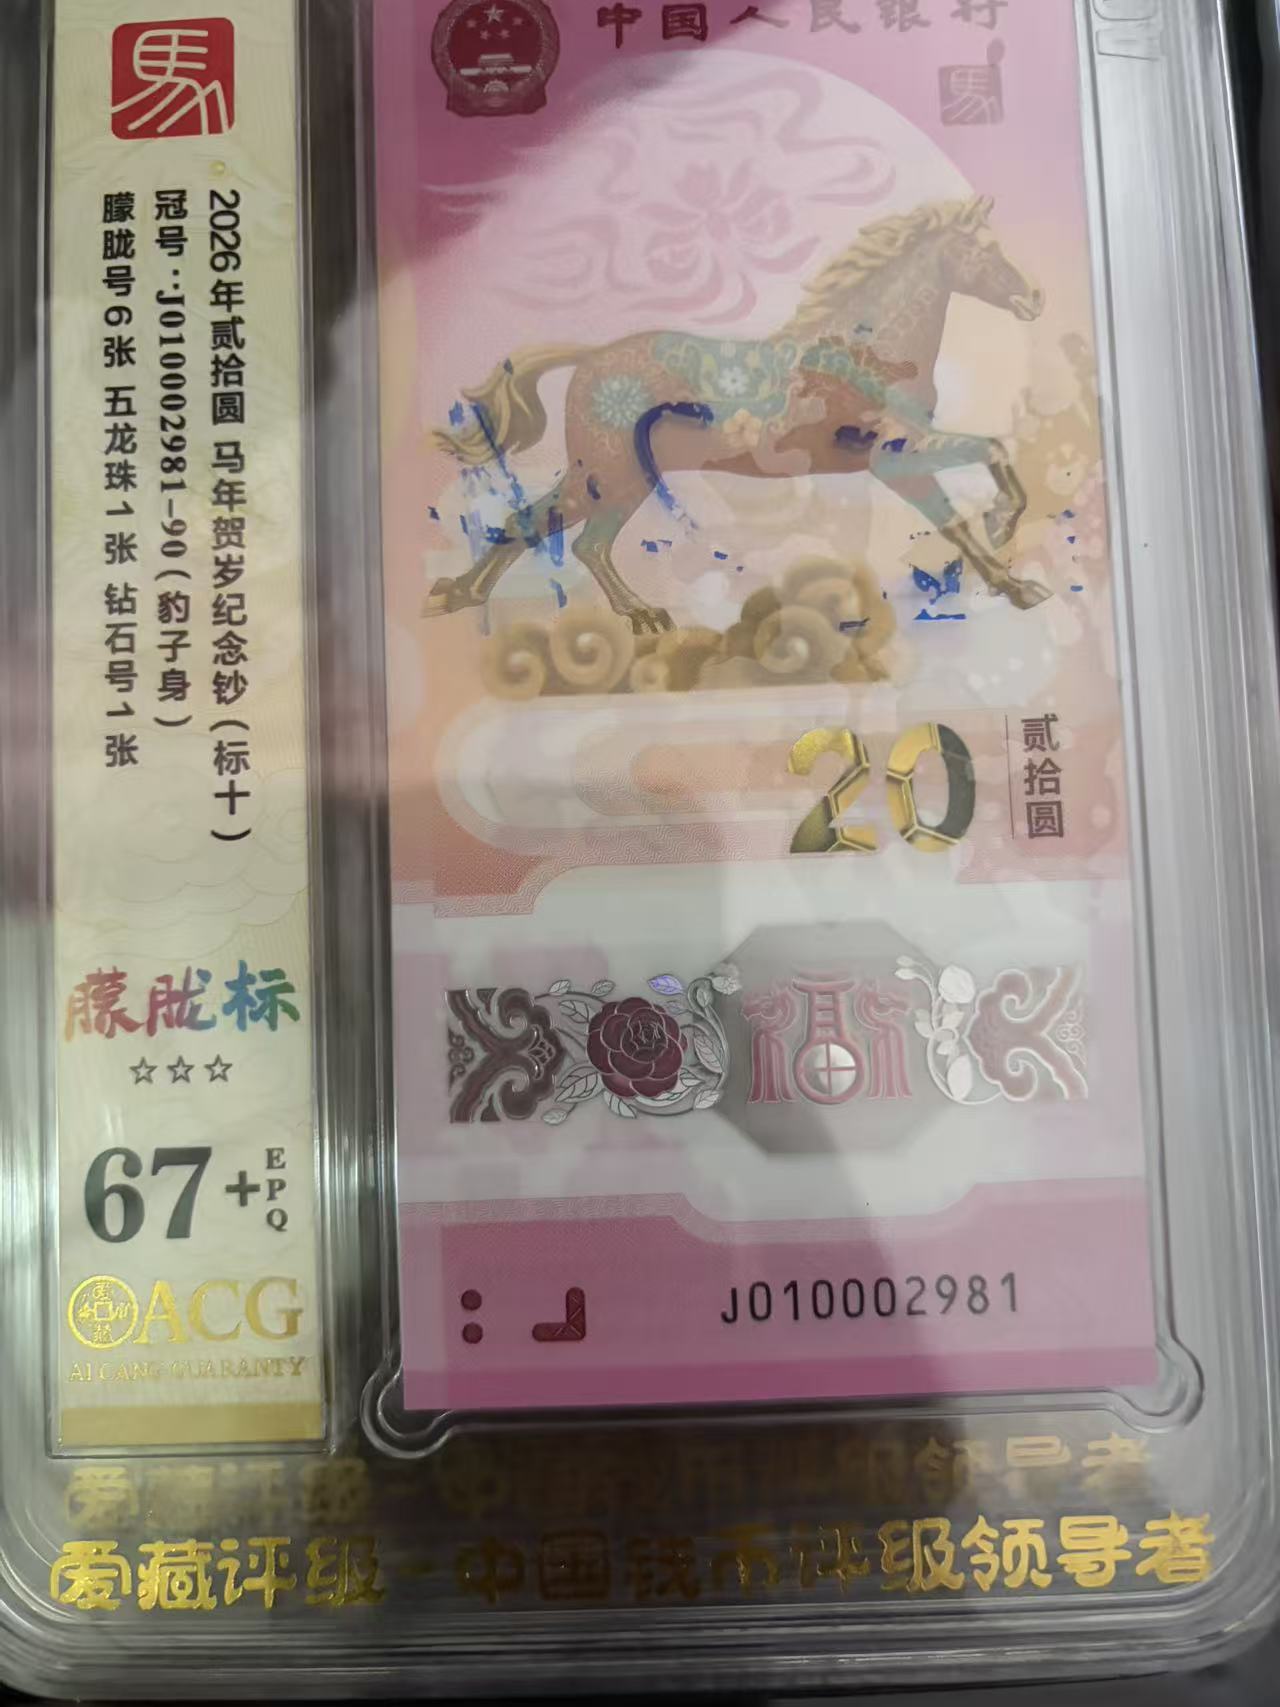 馬
2026年贰拾圆 马年贺岁纪念钞（标十）
冠号：J010002981-90（豹子身）
朦胧号6张 五龙珠1张 钻石号1张
朦胧标
☆☆☆
67+EPQ
ACG
AI CANG GUARANTY
中国人民银行
馬
20
贰拾圆
福
J010002981
爱藏评级-中国钱币评级领导者